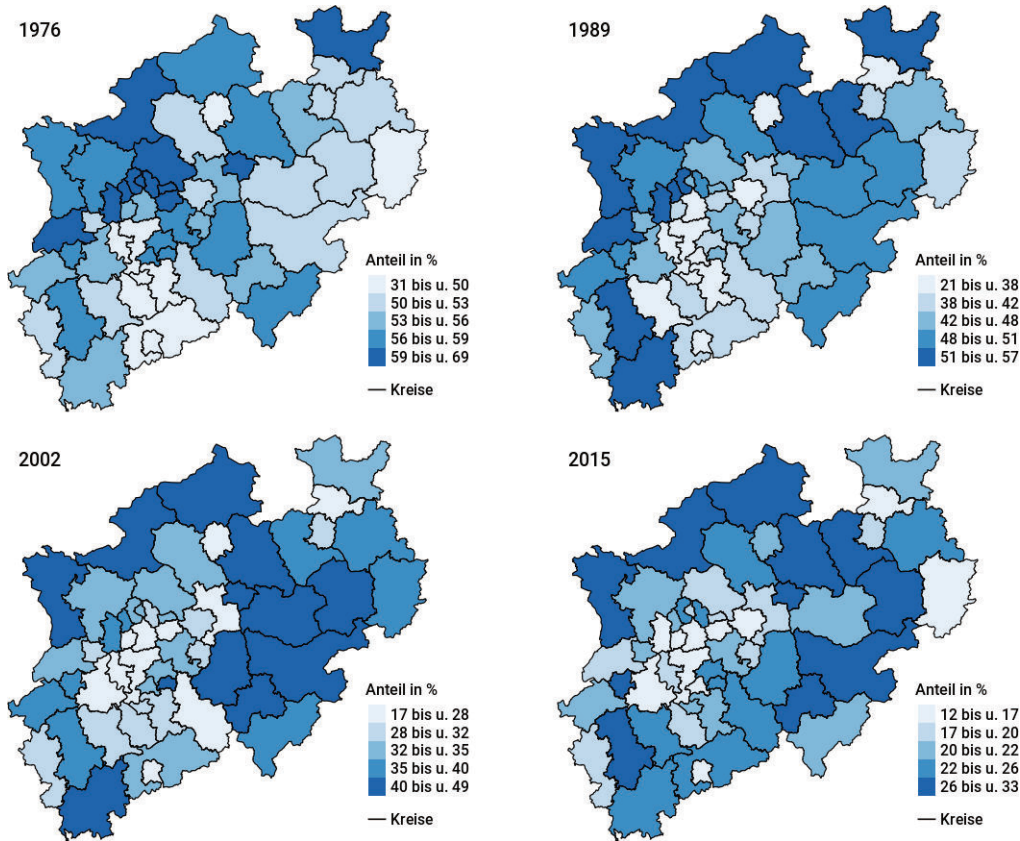 1976
Anteil in %
31 bis u. 50
50 bis u. 53
53 bis u. 56
56 bis u. 59
59 bis u. 69
Kreise
1989
Anteil in %
21 bis u. 38
38 bis u. 42
42 bis u. 48
48 bis u. 51
51 bis u. 57
Kreise
2002
Anteil in %
17 bis u. 28
28 bis u. 32
32 bis u. 35
35 bis u. 40
40 bis u. 49
Kreise
2015
Anteil in %
12 bis u. 17
17 bis u. 20
20 bis u. 22
22 bis u. 26
26 bis u. 33
Kreise